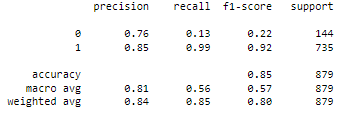 precision recall f1-score support
0 0.76 0.13 0.22 144
1 0.85 0.99 0.92 735
accuracy 0.85 879
macro avg 0.81 0.56 0.57 879
weighted avg 0.84 0.85 0.80 879